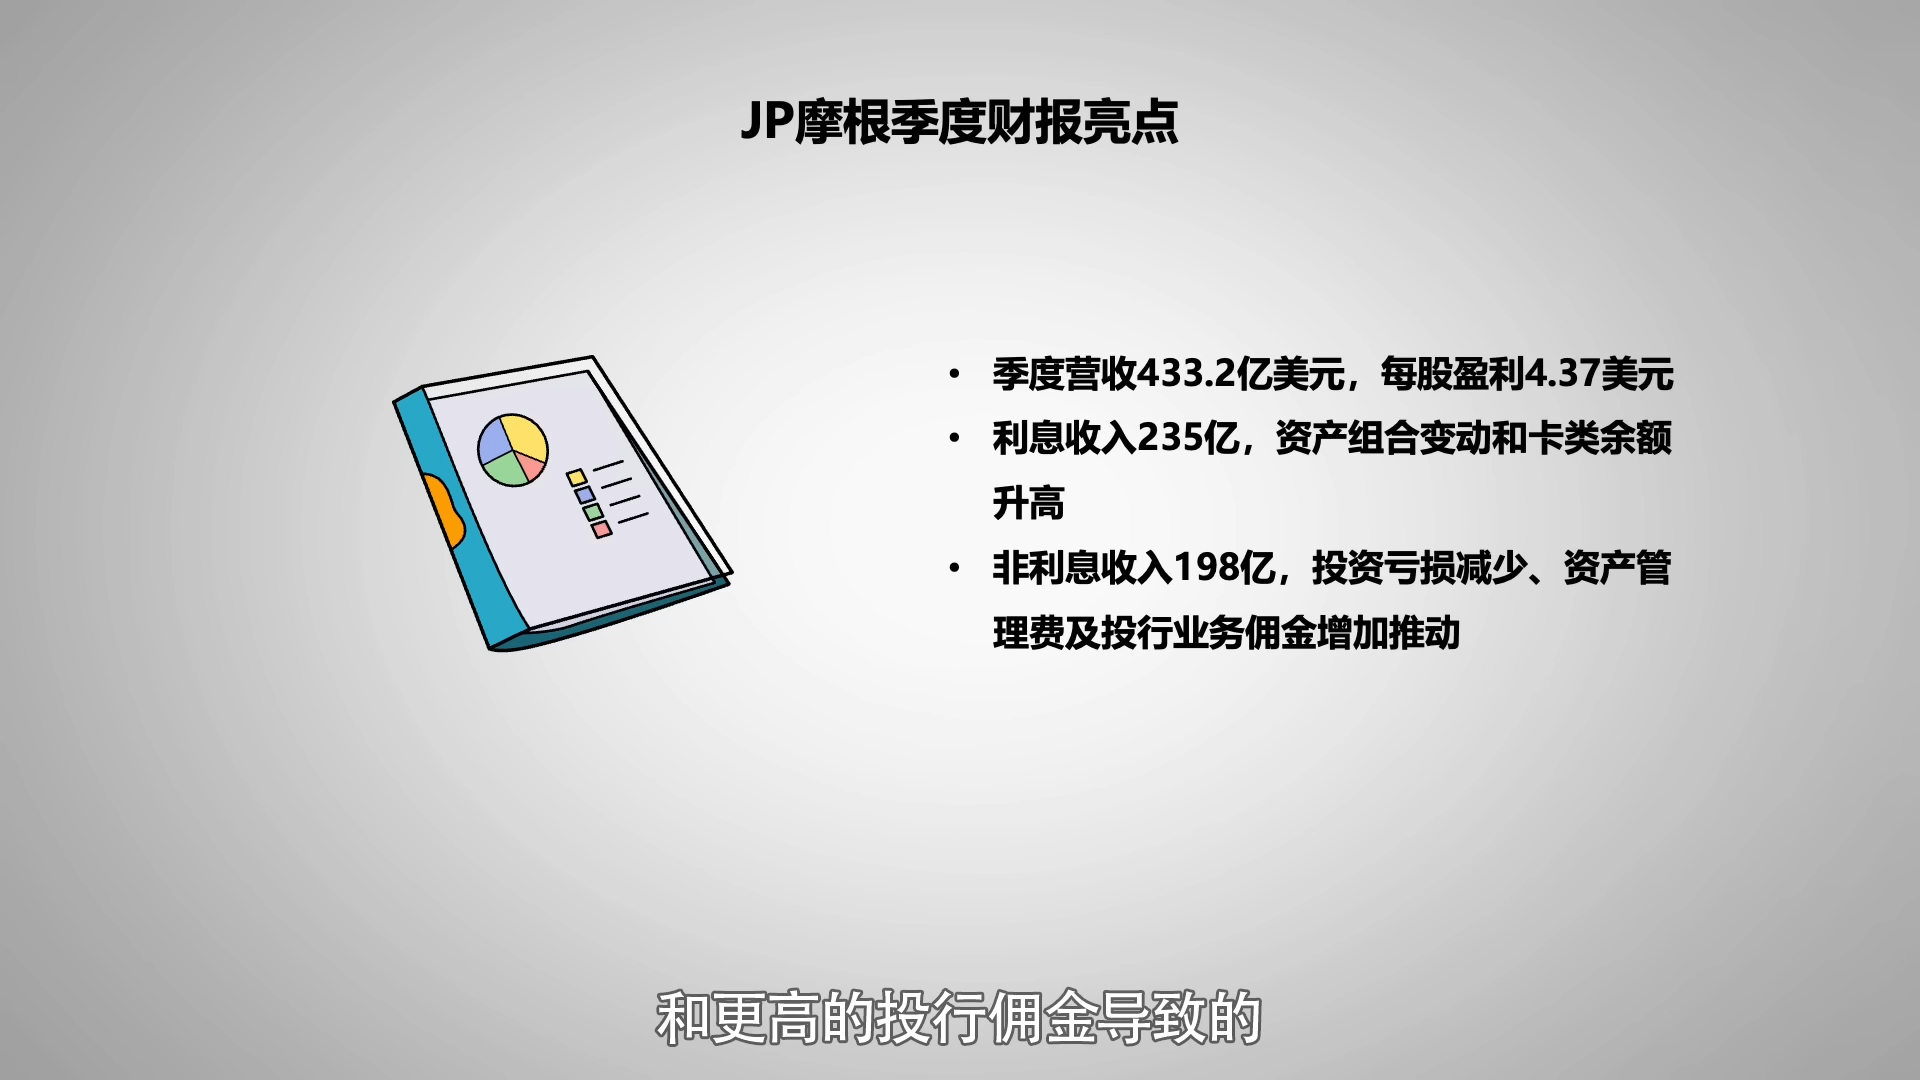 JP摩根季度财报亮点
• 季度营收433.2亿美元，每股盈利4.37美元
• 利息收入235亿，资产组合变动和卡类余额
升高
• 非利息收入198亿，投资亏损减少、资产管
理费及投行业务佣金增加推动
和更高的投行佣金导致的